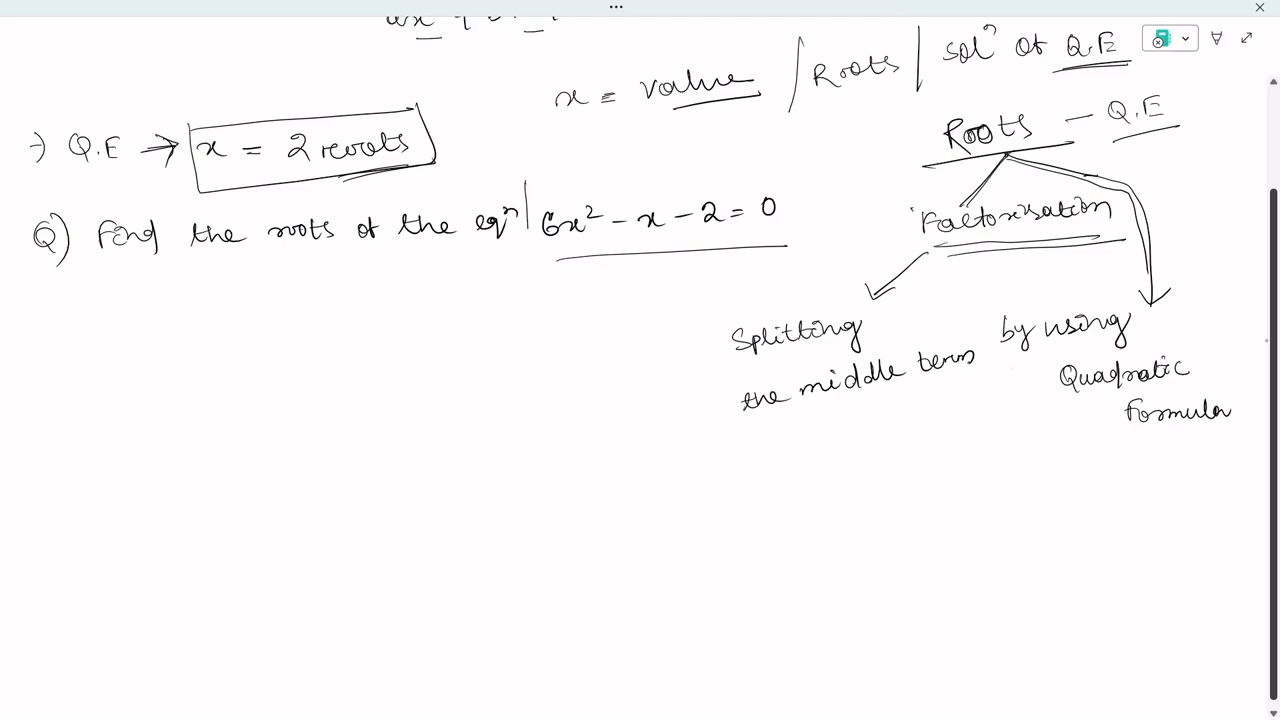 x = value / Roots / solⁿ of Q.E
→) Q.E → x = 2 roots
Roots - Q.E
Q) Find the roots of the eqⁿ | 6x² - x - 2 = 0
Factorisation
Splitting
the middle term
by using
Quadratic
Formula